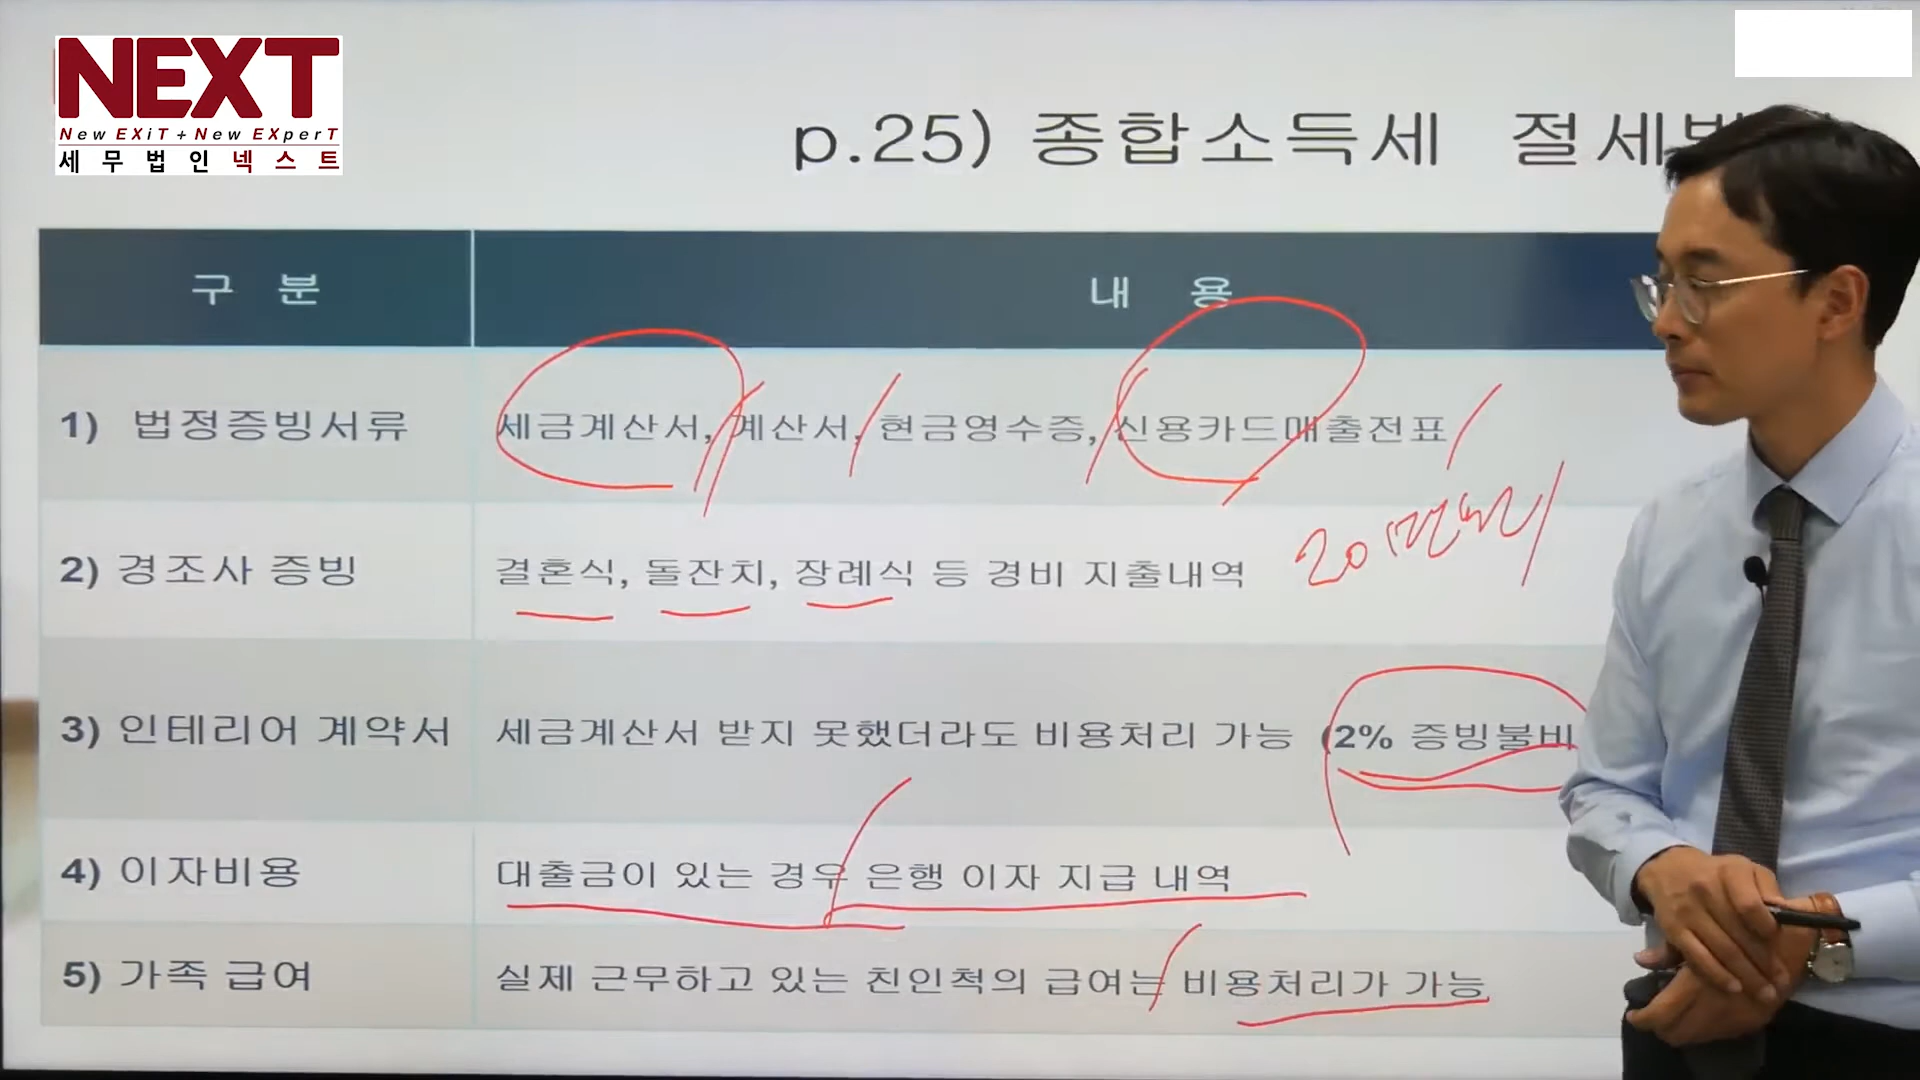 NEXT
New EXiT + New EXperT
세무법인넥스트
p.25) 종합소득세 절세
구 분
내 용
1) 법정증빙서류
세금계산서, 계산서, 현금영수증, 신용카드매출전표
2) 경조사 증빙
결혼식, 돌잔치, 장례식 등 경비 지출내역
20
3) 인테리어 계약서
세금계산서 받지 못했더라도 비용처리 가능 (2% 증빙불비
4) 이자비용
대출금이 있는 경우 은행 이자 지급 내역
5) 가족 급여
실제 근무하고 있는 친인척의 급여는 비용처리가 가능